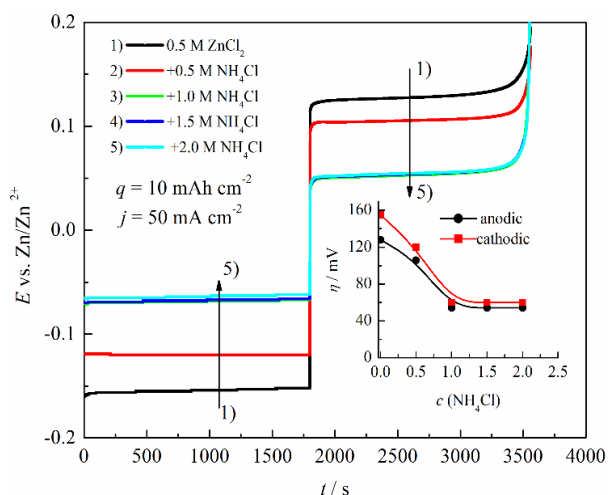 0.2
0.1
0.0
-0.1
-0.2
E vs. Zn/Zn²⁺
1) 0.5 M ZnCl₂
2) +0.5 M NH₄Cl
3) +1.0 M NH₄Cl
4) +1.5 M NH₄Cl
5) +2.0 M NH₄Cl
q = 10 mAh cm⁻²
j = 50 mA cm⁻²
1)
5)
5)
1)
160
120
80
40
0
η / mV
anodic
cathodic
0.0 0.5 1.0 1.5 2.0
c (NH₄Cl)
0 500 1000 1500 2000 2500 3000 3500 4000
t / s